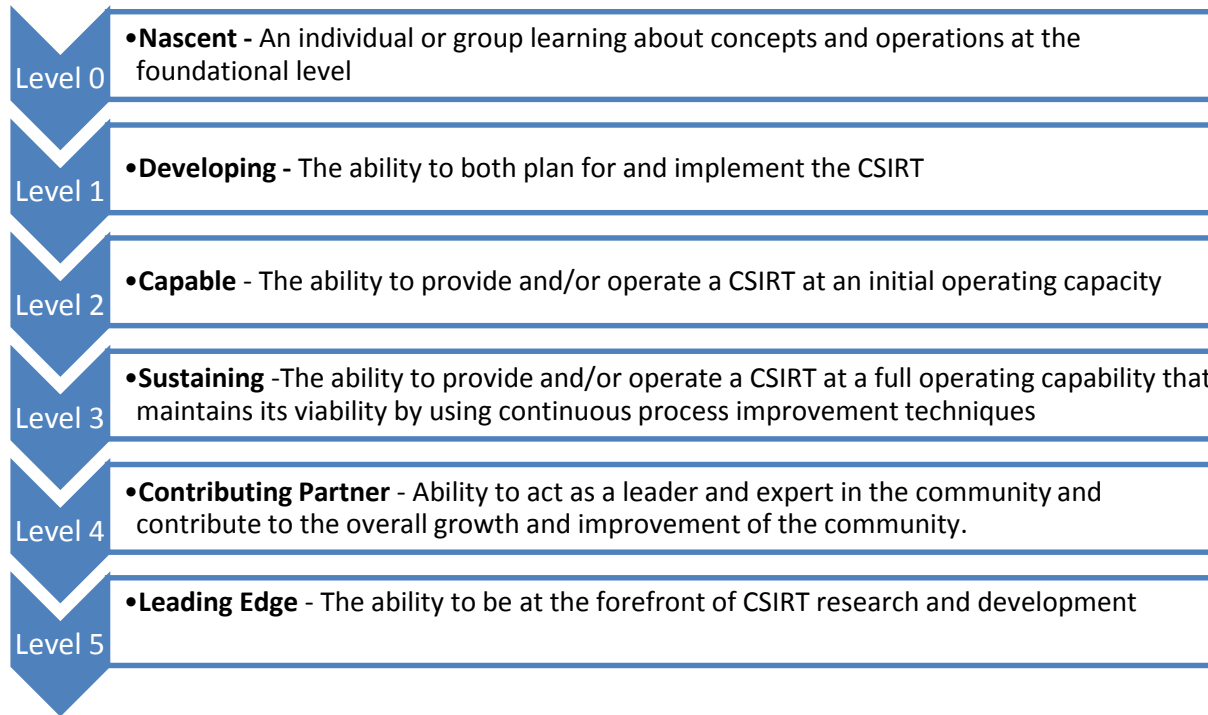 Level 0
•Nascent - An individual or group learning about concepts and operations at the
foundational level
Level 1
•Developing - The ability to both plan for and implement the CSIRT
Level 2
•Capable - The ability to provide and/or operate a CSIRT at an initial operating capacity
Level 3
•Sustaining -The ability to provide and/or operate a CSIRT at a full operating capability that
maintains its viability by using continuous process improvement techniques
Level 4
•Contributing Partner - Ability to act as a leader and expert in the community and
contribute to the overall growth and improvement of the community.
Level 5
•Leading Edge - The ability to be at the forefront of CSIRT research and development